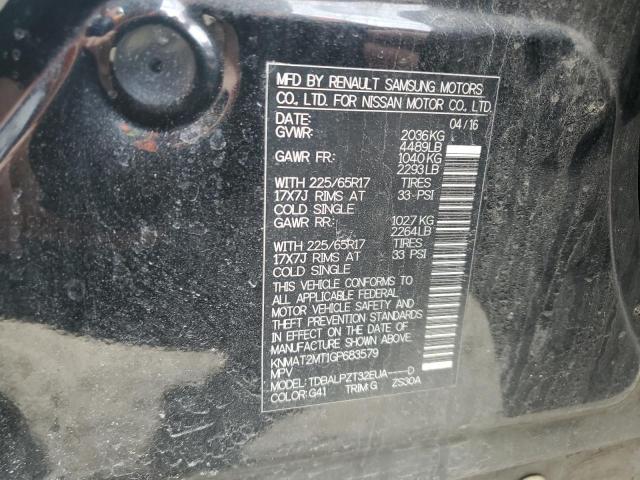 MFD BY RENAULT SAMSUNG MOTORS
CO., LTD. FOR NISSAN MOTOR CO., LTD.
DATE: 04/16
GVWR: 2036KG
4489LB
GAWR FR: 1040KG
2293LB
WITH 225/65R17 TIRES
17X7J RIMS AT 33 PSI
COLD SINGLE
GAWR RR: 1027KG
2264LB
WITH 225/65R17 TIRES
17X7J RIMS AT 33 PSI
COLD SINGLE
THIS VEHICLE CONFORMS TO
ALL APPLICABLE FEDERAL
MOTOR VEHICLE SAFETY AND
THEFT PREVENTION STANDARDS
IN EFFECT ON THE DATE OF
MANUFACTURE SHOWN ABOVE.
KNMAT2MT1GP683579
MPV
MODEL: TDBALPZT32EUA----D
COLOR:G41 TRIM:G ZS30A